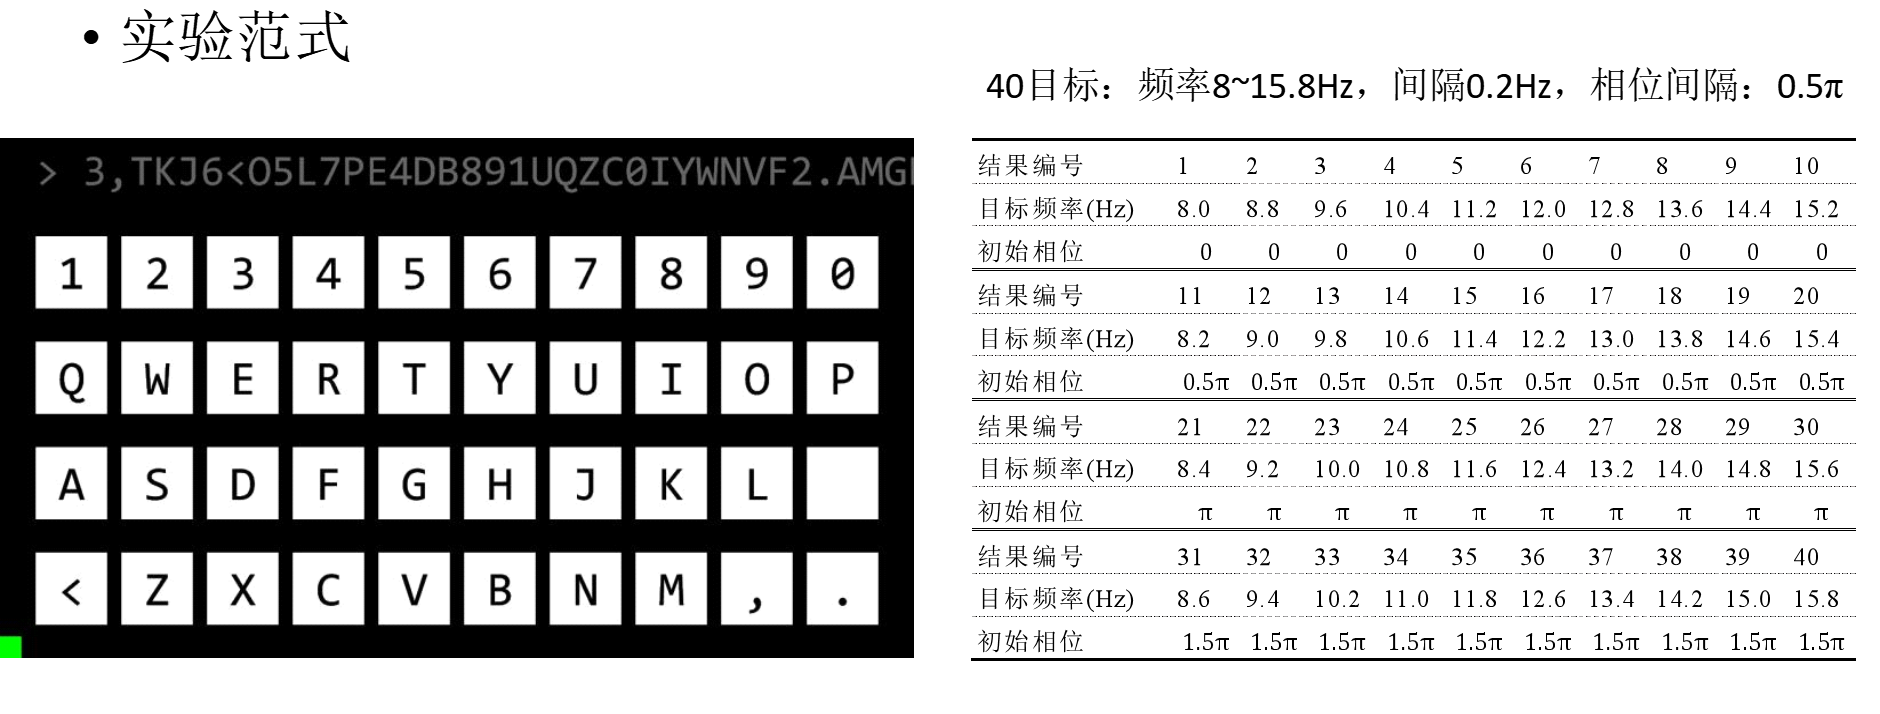 • 实验范式
40目标：频率8~15.8Hz，间隔0.2Hz，相位间隔：0.5π
> 3,TKJ6<O5L7PE4DB891UQZC0IYWNVF2.AMG
1 2 3 4 5 6 7 8 9 0
Q W E R T Y U I O P
A S D F G H J K L
< Z X C V B N M , .
结果编号 1 2 3 4 5 6 7 8 9 10
目标频率(Hz) 8.0 8.8 9.6 10.4 11.2 12.0 12.8 13.6 14.4 15.2
初始相位 0 0 0 0 0 0 0 0 0 0
结果编号 11 12 13 14 15 16 17 18 19 20
目标频率(Hz) 8.2 9.0 9.8 10.6 11.4 12.2 13.0 13.8 14.6 15.4
初始相位 0.5π 0.5π 0.5π 0.5π 0.5π 0.5π 0.5π 0.5π 0.5π 0.5π
结果编号 21 22 23 24 25 26 27 28 29 30
目标频率(Hz) 8.4 9.2 10.0 10.8 11.6 12.4 13.2 14.0 14.8 15.6
初始相位 π π π π π π π π π π
结果编号 31 32 33 34 35 36 37 38 39 40
目标频率(Hz) 8.6 9.4 10.2 11.0 11.8 12.6 13.4 14.2 15.0 15.8
初始相位 1.5π 1.5π 1.5π 1.5π 1.5π 1.5π 1.5π 1.5π 1.5π 1.5π